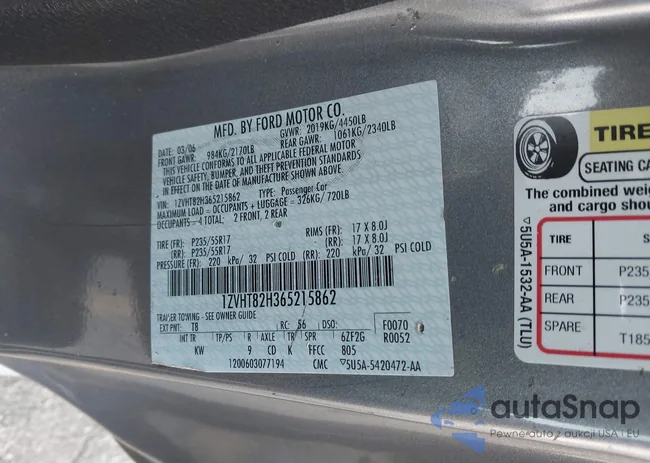 MFD. BY FORD MOTOR CO.
DATE: 03/06 GVWR: 2019KG/4450LB
FRONT GAWR: 984KG/2170LB REAR GAWR: 1061KG/2340LB
THIS VEHICLE CONFORMS TO ALL APPLICABLE FEDERAL MOTOR
VEHICLE SAFETY, BUMPER, AND THEFT PREVENTION STANDARDS
IN EFFECT ON THE DATE OF MANUFACTURE SHOWN ABOVE.
VIN: 1ZVHT82H365215862 TYPE: Passenger Car
MAXIMUM LOAD = OCCUPANTS + LUGGAGE = 326KG/ 720LB
OCCUPANTS = 4 TOTAL: 2 FRONT, 2 REAR
TIRE (FR): P235/55R17 RIMS (FR): 17 X 8.0J
(RR): P235/55R17 (RR): 17 X 8.0J
PRESSURE (FR): 220 kPa/ 32 PSI COLD (RR): 220 kPa/ 32 PSI COLD
1ZVHT82H365215862
TRAILER TOWING - SEE OWNER GUIDE
EXT PNT: T8 RC: 56 DSO: F0070
INT TR TP/PS R AXLE TR SPR 6ZF2G R0052
KW 9 CD K FFCC 805
1200603077194 CMC ▽5U5A-5420472-AA
TIRE
SEATING CA
The combined weig
and cargo shou
TIRE S
FRONT P235
REAR P235
SPARE T185
▽5U5A-1532-AA (TLU)
autaSnap
Pewne auto z aukcji USA i EU